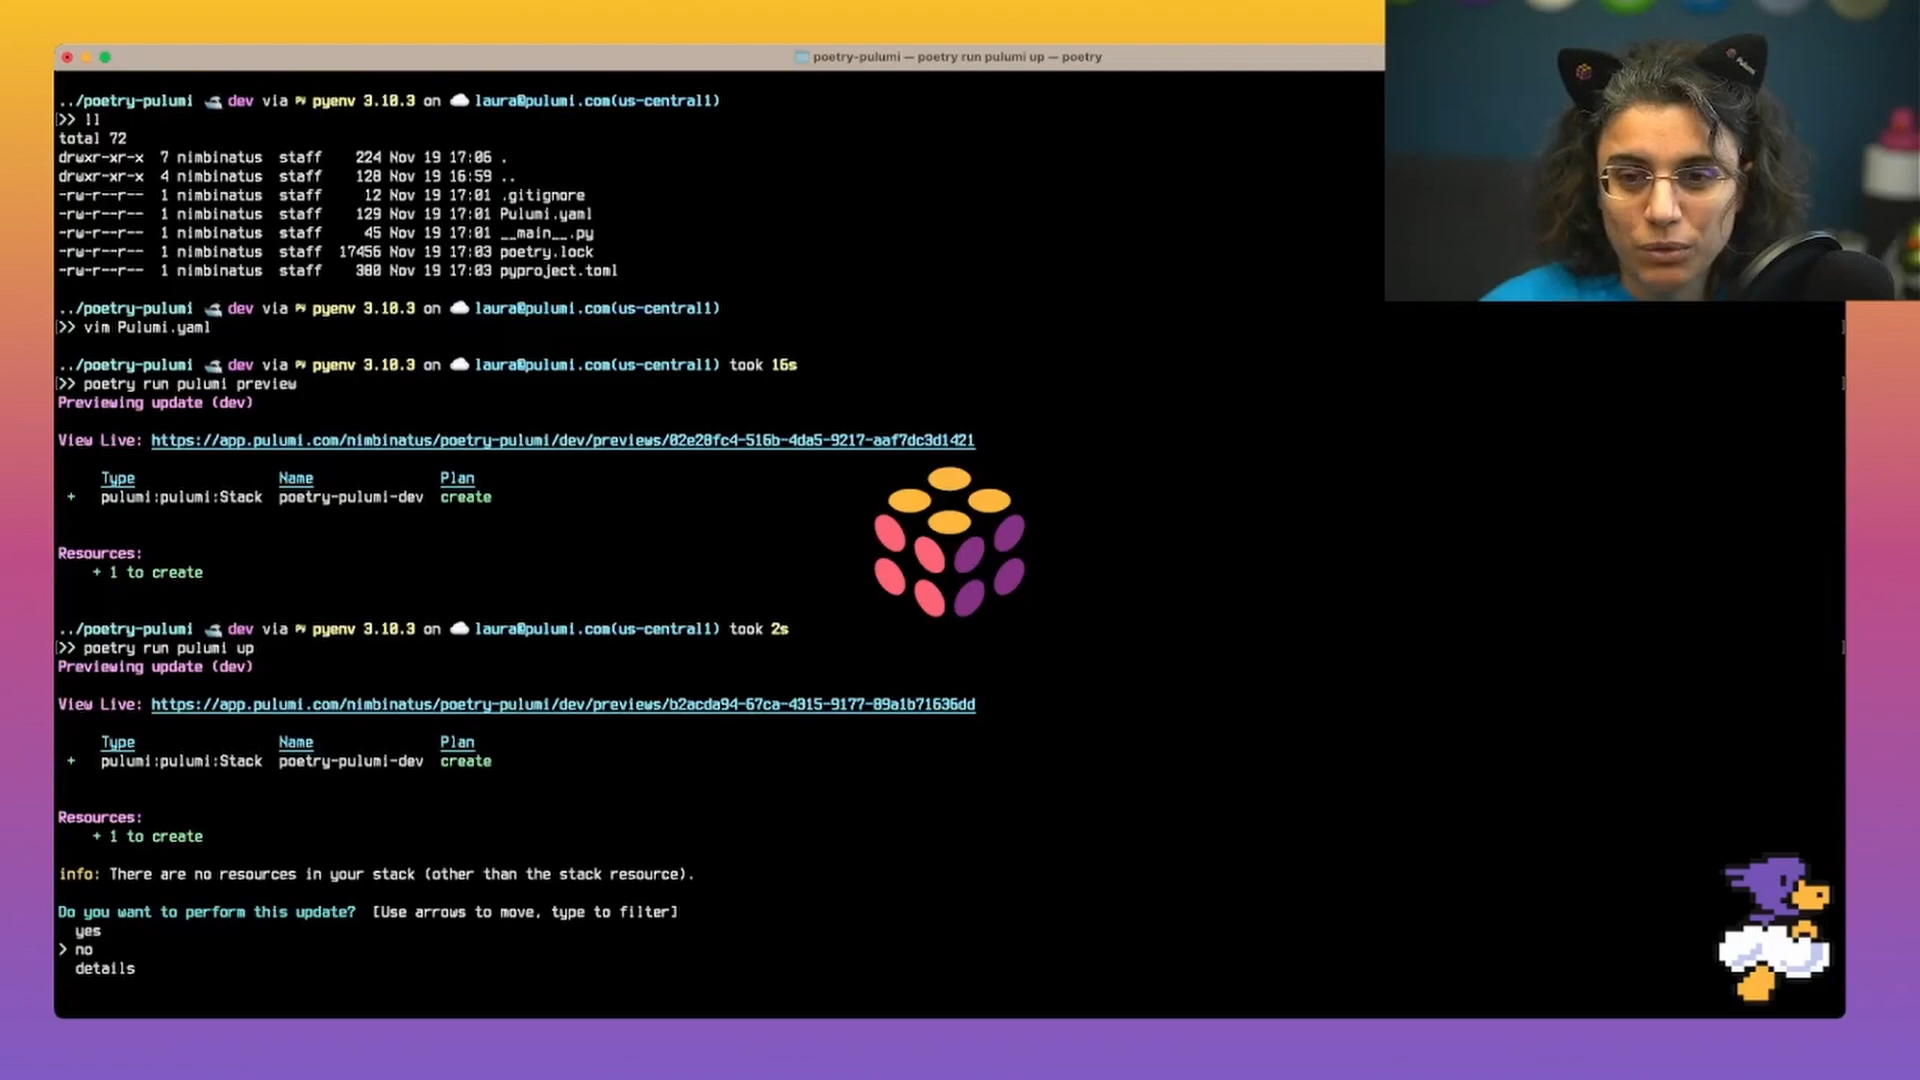 poetry-pulumi — poetry run pulumi up — poetry
../poetry-pulumi dev via pyenv 3.10.3 on laura@pulumi.com(us-central1)
>> ll
total 72
drwxr-xr-x 7 nimbinatus staff 224 Nov 19 17:06 .
drwxr-xr-x 4 nimbinatus staff 128 Nov 19 16:59 ..
-rw-r--r-- 1 nimbinatus staff 12 Nov 19 17:01 .gitignore
-rw-r--r-- 1 nimbinatus staff 129 Nov 19 17:01 Pulumi.yaml
-rw-r--r-- 1 nimbinatus staff 45 Nov 19 17:01 __main__.py
-rw-r--r-- 1 nimbinatus staff 17456 Nov 19 17:03 poetry.lock
-rw-r--r-- 1 nimbinatus staff 380 Nov 19 17:03 pyproject.toml
../poetry-pulumi dev via pyenv 3.10.3 on laura@pulumi.com(us-central1)
>> vim Pulumi.yaml
../poetry-pulumi dev via pyenv 3.10.3 on laura@pulumi.com(us-central1) took 16s
>> poetry run pulumi preview
Previewing update (dev)
View Live: https://app.pulumi.com/nimbinatus/poetry-pulumi/dev/previews/02e28fc4-516b-4da5-9217-aaf7dc3d1421
Type Name Plan
+ pulumi:pulumi:Stack poetry-pulumi-dev create
Resources:
+ 1 to create
../poetry-pulumi dev via pyenv 3.10.3 on laura@pulumi.com(us-central1) took 2s
>> poetry run pulumi up
Previewing update (dev)
View Live: https://app.pulumi.com/nimbinatus/poetry-pulumi/dev/previews/b2acda94-67ca-4315-9177-89a1b71636dd
Type Name Plan
+ pulumi:pulumi:Stack poetry-pulumi-dev create
Resources:
+ 1 to create
info: There are no resources in your stack (other than the stack resource).
Do you want to perform this update? [Use arrows to move, type to filter]
yes
> no
details
Pulumi